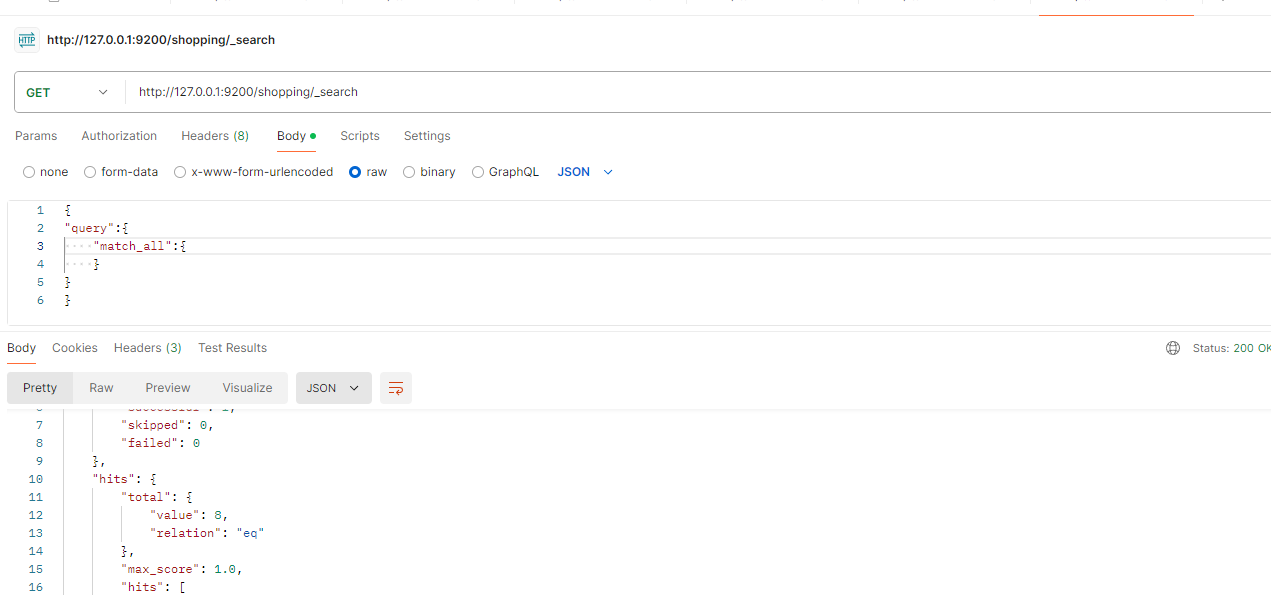 HTTP http://127.0.0.1:9200/shopping/_search
GET http://127.0.0.1:9200/shopping/_search
Params Authorization Headers (8) Body Scripts Settings
none form-data x-www-form-urlencoded raw binary GraphQL JSON
1 {
2 "query":{
3 "match_all":{
4 }
5 }
6 }
Body Cookies Headers (3) Test Results Status: 200 OK
Pretty Raw Preview Visualize JSON
7 "skipped": 0,
8 "failed": 0
9 },
10 "hits": {
11 "total": {
12 "value": 8,
13 "relation": "eq"
14 },
15 "max_score": 1.0,
16 "hits": [